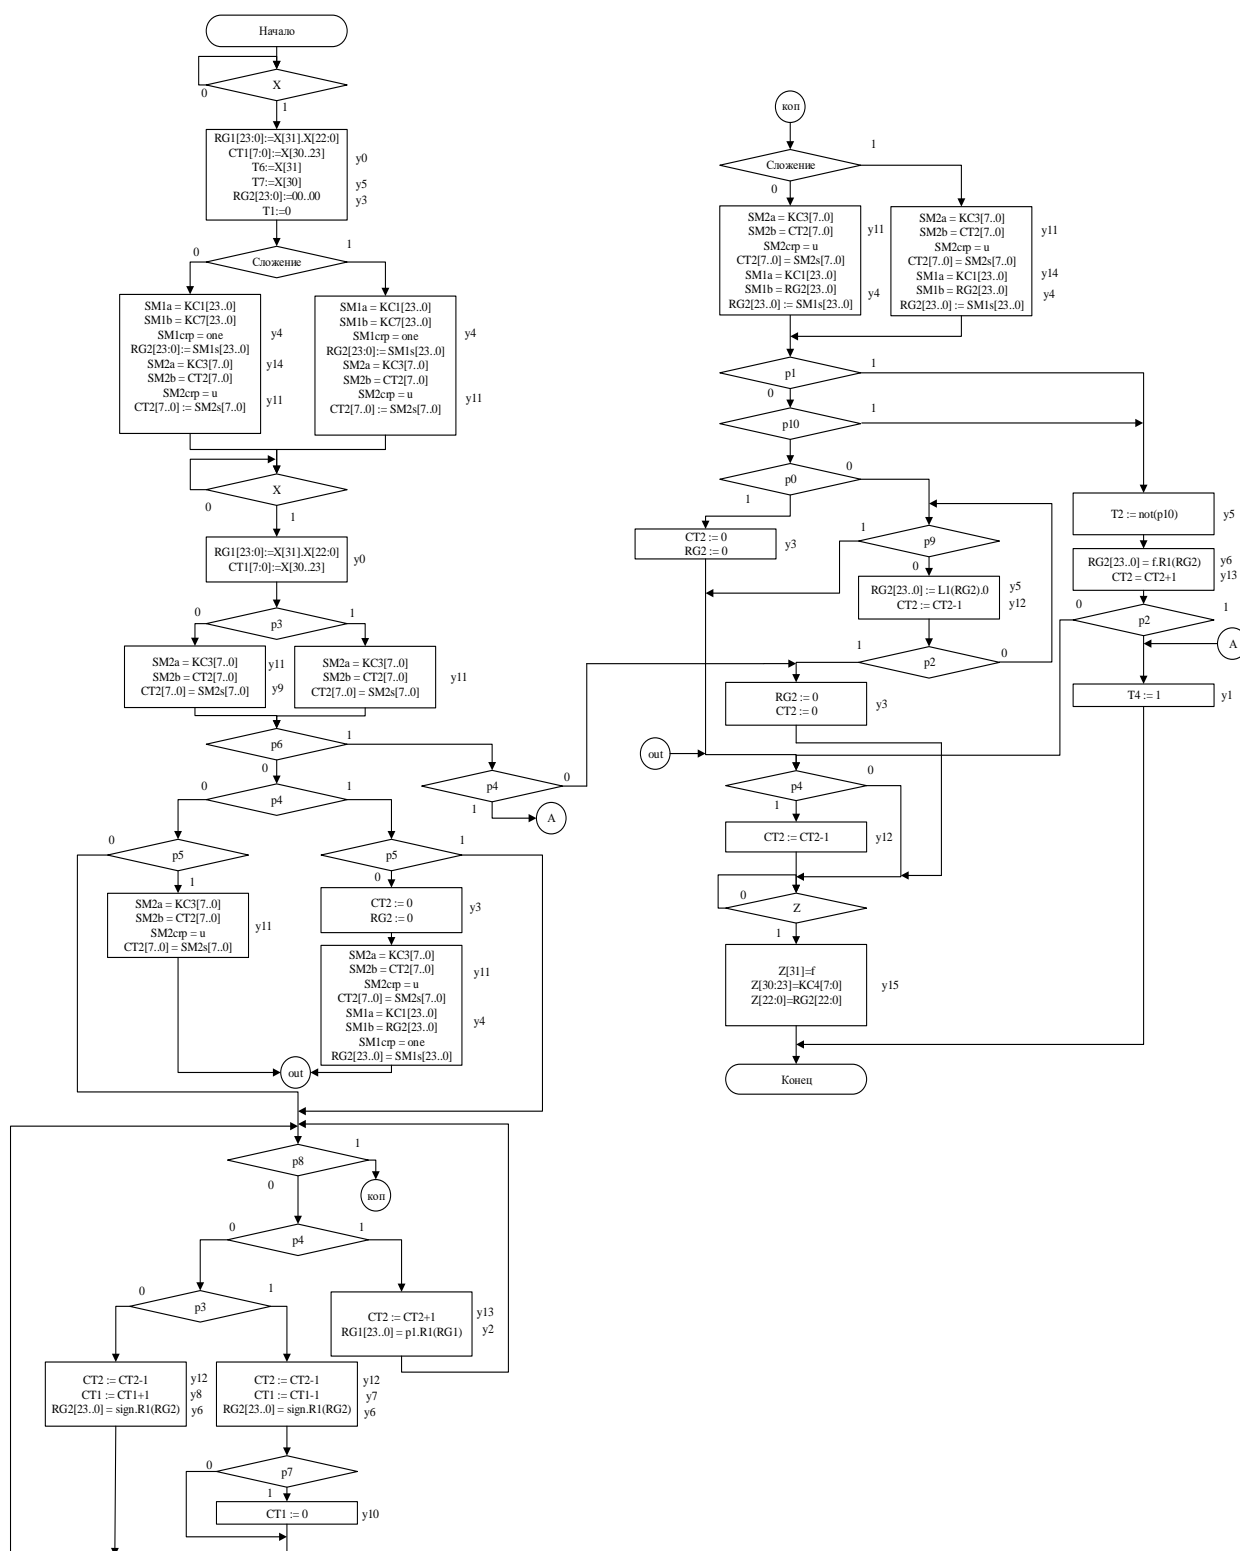 Начало
X
0
1
RG1[23:0]:=X[31].X[22:0]
CT1[7:0]:=X[30..23]
y0
T6:=X[31]
T7:=X[30]
y5
RG2[23:0]:=00..00
y3
T1:=0
0
Сложение
1
SM1a = KC1[23..0]
SM1b = KC7[23..0]
SM1crp = one
y4
RG2[23:0]:= SM1s[23..0]
SM2a = KC3[7..0]
y14
SM2b = CT2[7..0]
SM2crp = u
y11
CT2[7..0] := SM2s[7..0]
SM1a = KC1[23..0]
SM1b = KC7[23..0]
SM1crp = one
y4
RG2[23:0]:= SM1s[23..0]
SM2a = KC3[7..0]
SM2b = CT2[7..0]
SM2crp = u
y11
CT2[7..0] := SM2s[7..0]
X
0
1
RG1[23:0]:=X[31].X[22:0]
CT1[7:0]:=X[30..23]
y0
0
p3
1
SM2a = KC3[7..0]
y11
SM2b = CT2[7..0]
CT2[7..0] = SM2s[7..0]
y9
SM2a = KC3[7..0]
SM2b = CT2[7..0]
y11
CT2[7..0] = SM2s[7..0]
p6
1
0
p4
0
1
A
0
p4
1
0
p5
1
SM2a = KC3[7..0]
SM2b = CT2[7..0]
SM2crp = u
y11
CT2[7..0] = SM2s[7..0]
p5
1
0
CT2 := 0
RG2 := 0
y3
SM2a = KC3[7..0]
SM2b = CT2[7..0]
y11
SM2crp = u
CT2[7..0] = SM2s[7..0]
SM1a = KC1[23..0]
SM1b = RG2[23..0]
y4
SM1crp = one
RG2[23..0] = SM1s[23..0]
out
p8
1
0
коп
0
p4
1
0
p3
1
CT2 := CT2+1
y13
RG1[23..0] = p1.R1(RG1)
y2
CT2 := CT2-1
y12
CT1 := CT1+1
y8
RG2[23..0] = sign.R1(RG2)
y6
CT2 := CT2-1
y12
CT1 := CT1-1
y7
RG2[23..0] = sign.R1(RG2)
y6
0
p7
1
CT1 := 0
y10
коп
Сложение
1
0
SM2a = KC3[7..0]
SM2b = CT2[7..0]
y11
SM2crp = u
CT2[7..0] = SM2s[7..0]
SM1a = KC1[23..0]
SM1b = RG2[23..0]
y4
RG2[23..0] := SM1s[23..0]
SM2a = KC3[7..0]
SM2b = CT2[7..0]
y11
SM2crp = u
CT2[7..0] = SM2s[7..0]
SM1a = KC1[23..0]
y14
SM1b = RG2[23..0]
y4
RG2[23..0] := SM1s[23..0]
p1
1
0
p10
1
p0
0
1
CT2 := 0
RG2 := 0
y3
1
p9
0
RG2[23..0] := L1(RG2).0
y5
CT2 := CT2-1
y12
1
p2
0
T2 := not(p10)
y5
RG2[23..0] = f.R1(RG2)
y6
CT2 = CT2+1
y13
0
p2
1
A
T4 := 1
y1
RG2 := 0
CT2 := 0
y3
out
p4
0
1
CT2 := CT2-1
y12
0
Z
1
Z[31]=f
Z[30:23]=KC4[7:0]
y15
Z[22:0]=RG2[22:0]
Конец